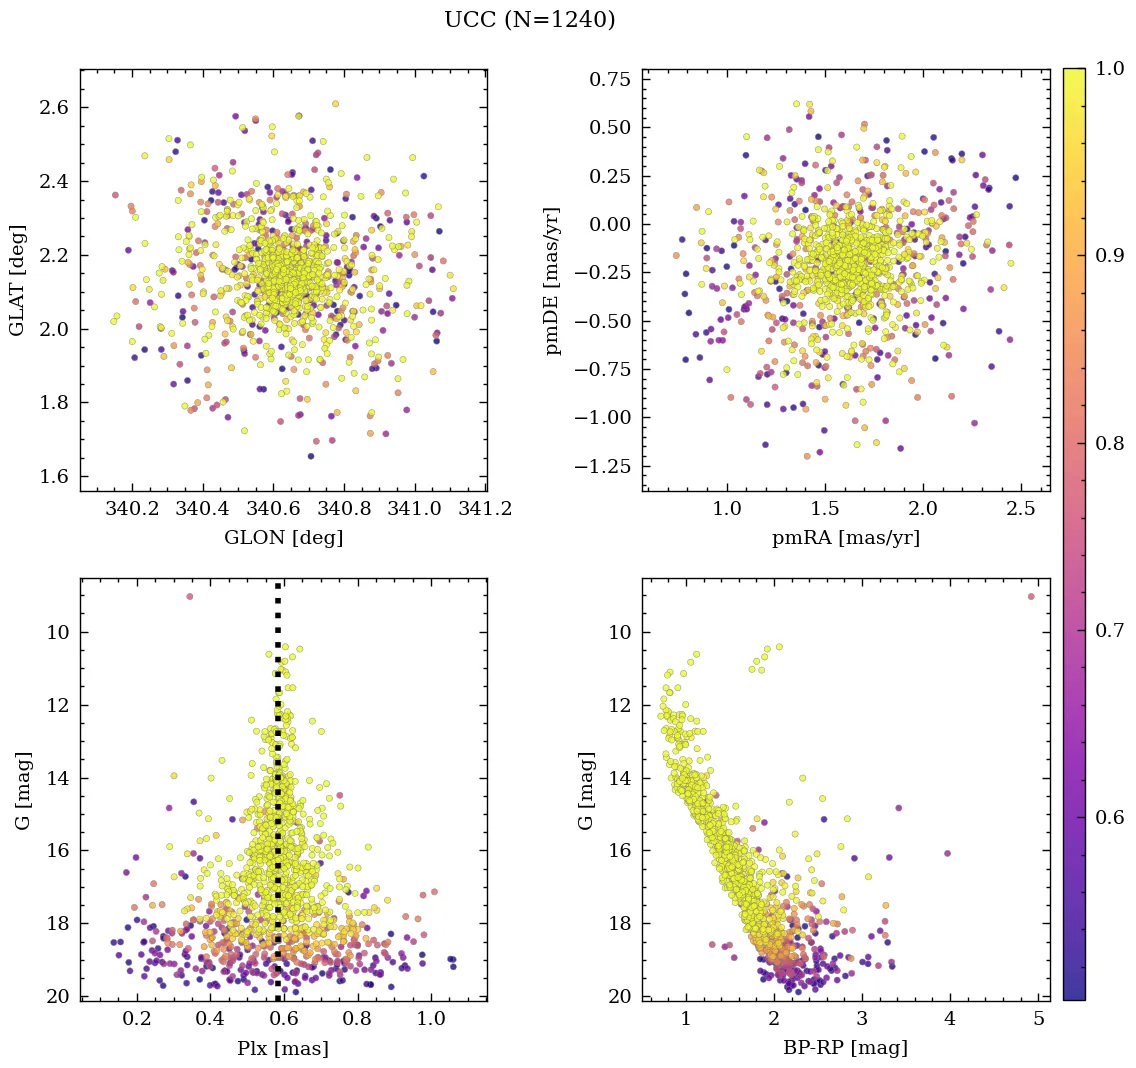 UCC (N=1240)
2.6
2.4
2.2
2.0
1.8
1.6
GLAT [deg]
340.2 340.4 340.6 340.8 341.0 341.2
GLON [deg]
0.75
0.50
0.25
0.00
−0.25
−0.50
−0.75
−1.00
−1.25
pmDE [mas/yr]
1.0 1.5 2.0 2.5
pmRA [mas/yr]
10
12
14
16
18
20
G [mag]
0.2 0.4 0.6 0.8 1.0
Plx [mas]
10
12
14
16
18
20
G [mag]
1 2 3 4 5
BP-RP [mag]
1.0
0.9
0.8
0.7
0.6